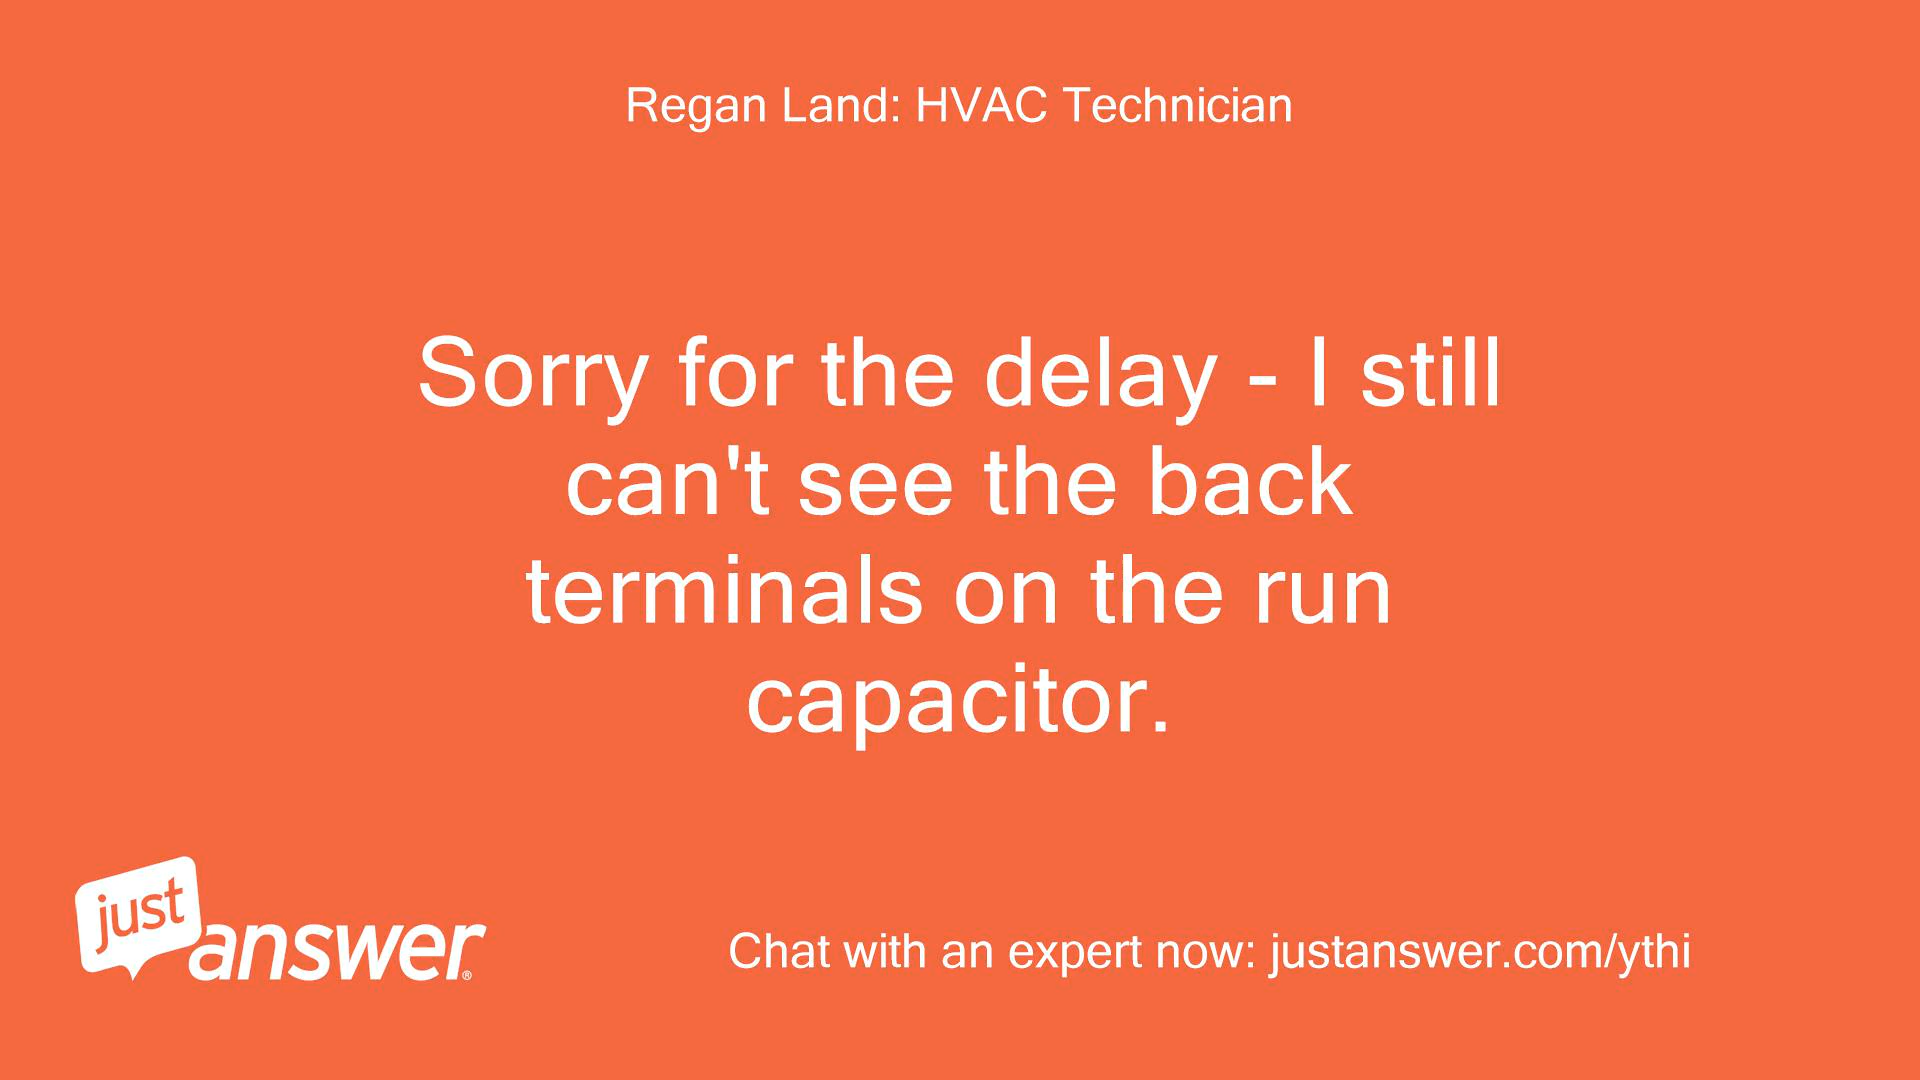 Regan Land: HVAC Technician
Sorry for the delay - I still
can't see the back
terminals on the run
capacitor.
just
answer®
Chat with an expert now: justanswer.com/ythi